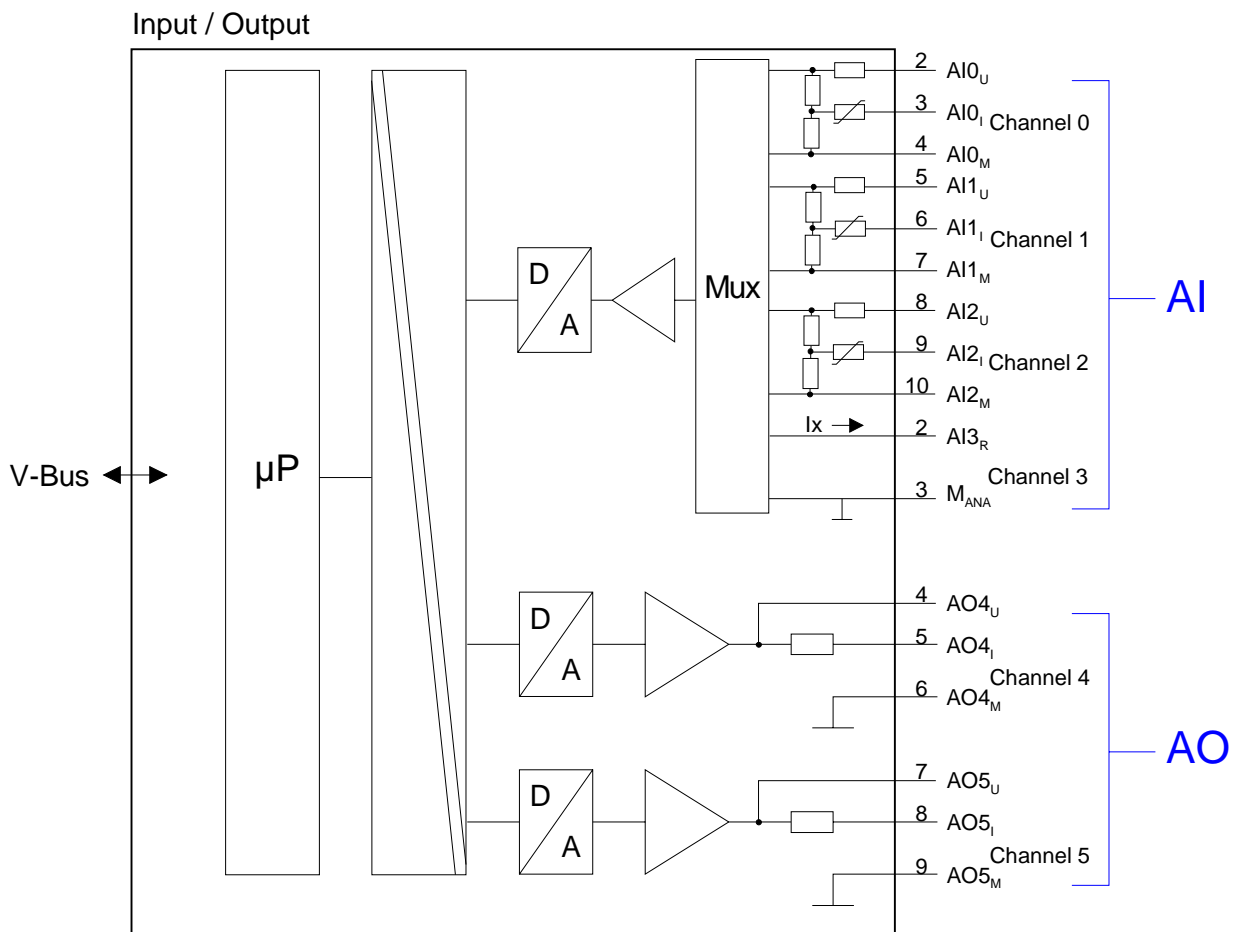 Input / Output
V-Bus
µP
D
A
Mux
2 AI0U
3 AI0I Channel 0
4 AI0M
5 AI1U
6 AI1I Channel 1
7 AI1M
8 AI2U
9 AI2I Channel 2
10 AI2M
Ix
2 AI3R
Channel 3
3 MANA
AI
D
A
4 AO4U
5 AO4I
Channel 4
6 AO4M
D
A
7 AO5U
8 AO5I
Channel 5
9 AO5M
AO